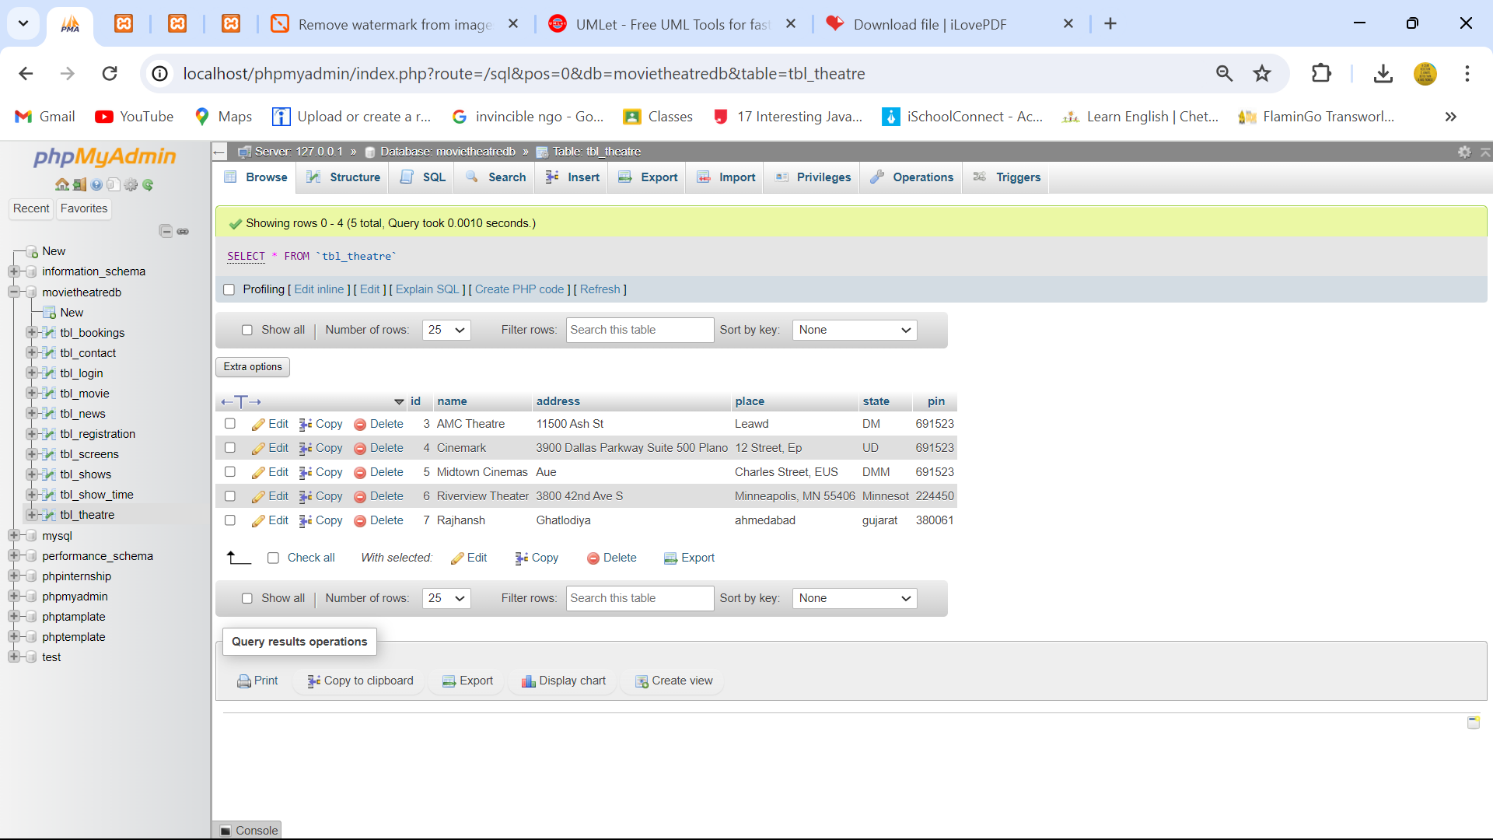 PMA
Remove watermark from image
UMLet - Free UML Tools for fast
Download file | iLovePDF
localhost/phpmyadmin/index.php?route=/sql&pos=0&db=movietheatredb&table=tbl_theatre
Gmail
YouTube
Maps
Upload or create a r...
invincible ngo - Go...
Classes
17 Interesting Java...
iSchoolConnect - Ac...
Learn English | Chet...
FlaminGo Transworl...
phpMyAdmin
Recent
Favorites
New
information_schema
movietheatredb
New
tbl_bookings
tbl_contact
tbl_login
tbl_movie
tbl_news
tbl_registration
tbl_screens
tbl_shows
tbl_show_time
tbl_theatre
mysql
performance_schema
phpinternship
phpmyadmin
phptamplate
phptemplate
test
Server: 127.0.0.1 » Database: movietheatredb » Table: tbl_theatre
Browse Structure SQL Search Insert Export Import Privileges Operations Triggers
Showing rows 0 - 4 (5 total, Query took 0.0010 seconds.)
SELECT * FROM `tbl_theatre`
Profiling [ Edit inline ] [ Edit ] [ Explain SQL ] [ Create PHP code ] [ Refresh ]
Show all | Number of rows: 25 Filter rows: Search this table Sort by key: None
Extra options
←T→ id name address place state pin
Edit Copy Delete 3 AMC Theatre 11500 Ash St Leawd DM 691523
Edit Copy Delete 4 Cinemark 3900 Dallas Parkway Suite 500 Plano 12 Street, Ep UD 691523
Edit Copy Delete 5 Midtown Cinemas Aue Charles Street, EUS DMM 691523
Edit Copy Delete 6 Riverview Theater 3800 42nd Ave S Minneapolis, MN 55406 Minnesot 224450
Edit Copy Delete 7 Rajhansh Ghatlodiya ahmedabad gujarat 380061
Check all With selected: Edit Copy Delete Export
Show all | Number of rows: 25 Filter rows: Search this table Sort by key: None
Query results operations
Print Copy to clipboard Export Display chart Create view
Console